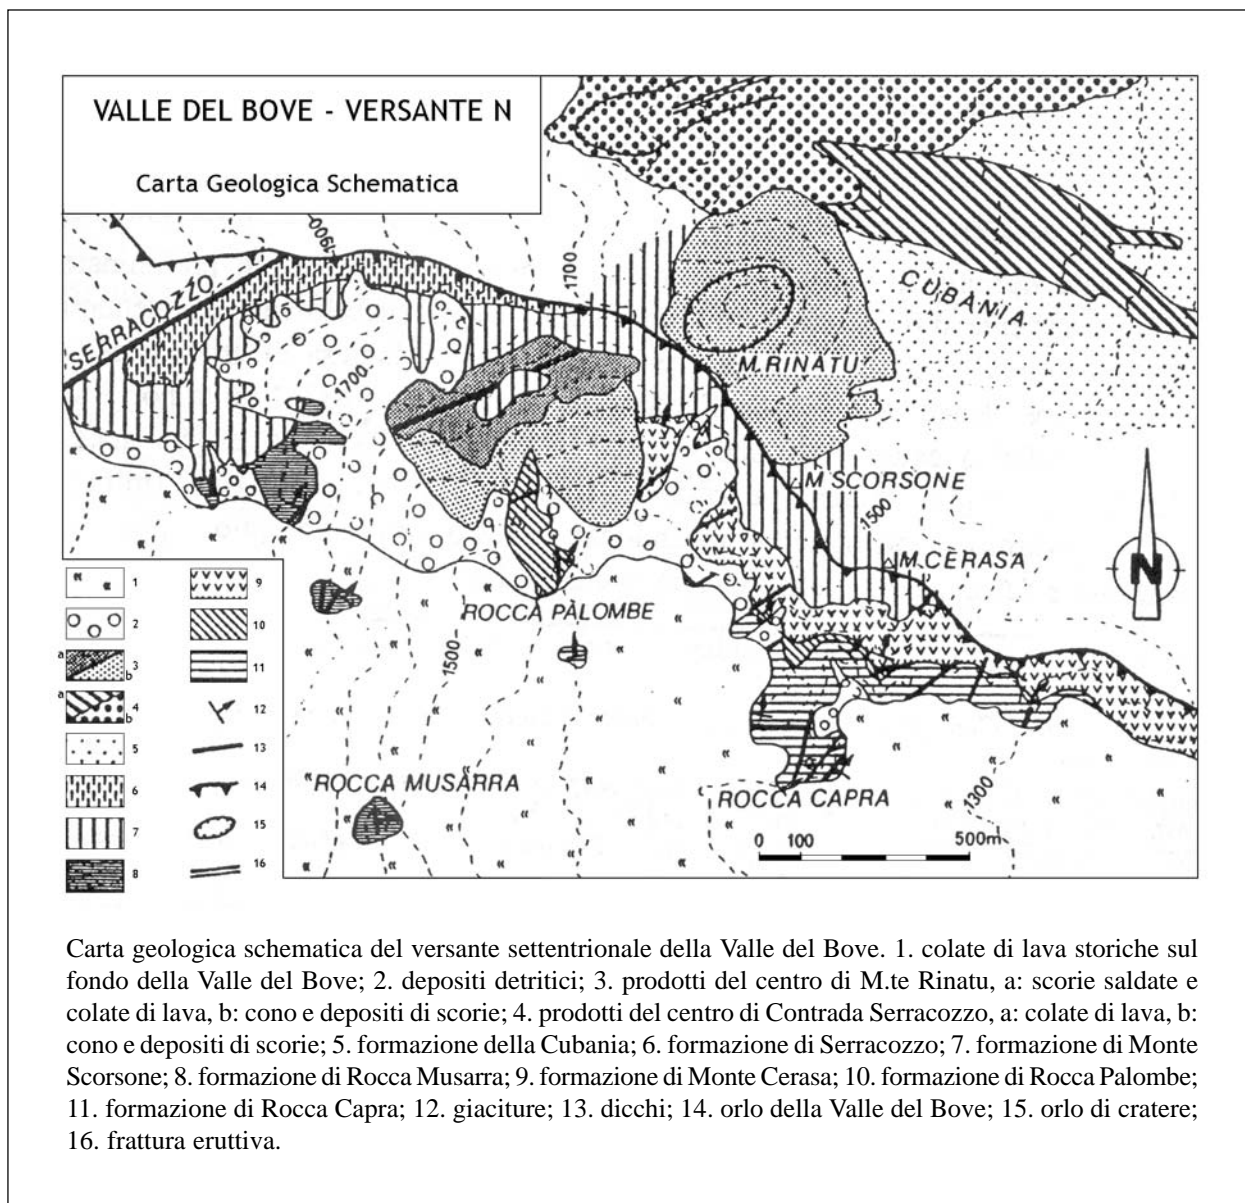 VALLE DEL BOVE - VERSANTE N
Carta Geologica Schematica
1900
1700
SERRACOZZO
CUBANIA
M.RINATU
1700
M SCORSONE
1500
M.CERASA
N
ROCCA PALOMBE
1500
ROCCA MUSARRA
ROCCA CAPRA
1300
0 100 500m
1
2
a 3 b
a 4 b
5
6
7
8
9
10
11
12
13
14
15
16
Carta geologica schematica del versante settentrionale della Valle del Bove. 1. colate di lava storiche sul
fondo della Valle del Bove; 2. depositi detritici; 3. prodotti del centro di M.te Rinatu, a: scorie saldate e
colate di lava, b: cono e depositi di scorie; 4. prodotti del centro di Contrada Serracozzo, a: colate di lava, b:
cono e depositi di scorie; 5. formazione della Cubania; 6. formazione di Serracozzo; 7. formazione di Monte
Scorsone; 8. formazione di Rocca Musarra; 9. formazione di Monte Cerasa; 10. formazione di Rocca Palombe;
11. formazione di Rocca Capra; 12. giaciture; 13. dicchi; 14. orlo della Valle del Bove; 15. orlo di cratere;
16. frattura eruttiva.